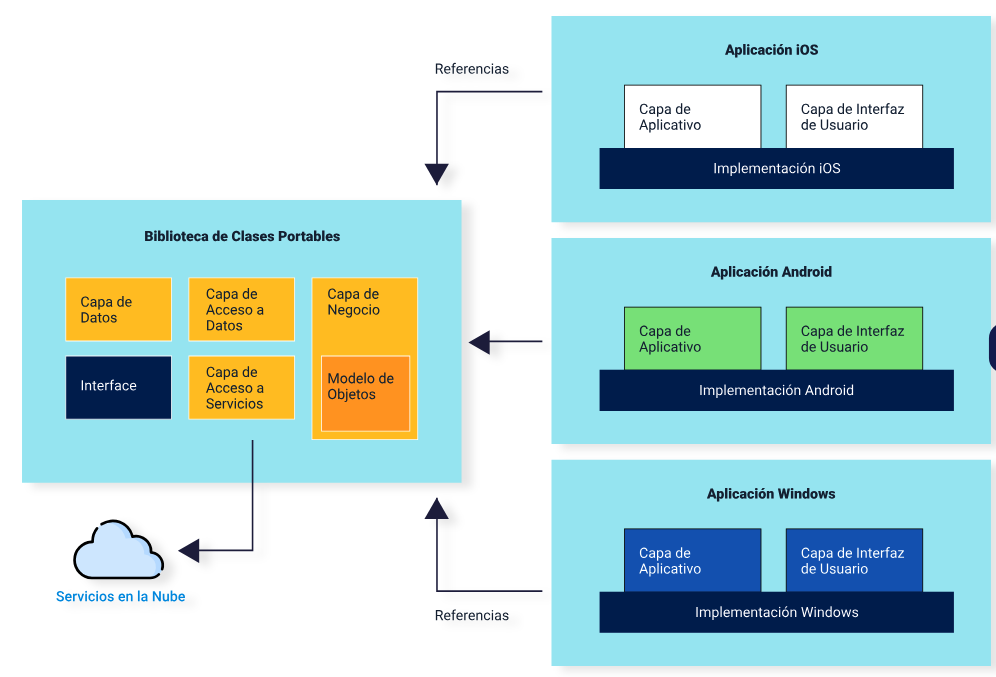 Aplicación iOS
Referencias
Capa de
Aplicativo
Capa de Interfaz
de Usuario
Implementación iOS
Biblioteca de Clases Portables
Capa de
Datos
Capa de
Acceso a
Datos
Capa de
Negocio
Interface
Capa de
Acceso a
Servicios
Modelo de
Objetos
Aplicación Android
Capa de
Aplicativo
Capa de Interfaz
de Usuario
Implementación Android
Aplicación Windows
Capa de
Aplicativo
Capa de Interfaz
de Usuario
Implementación Windows
Servicios en la Nube
Referencias